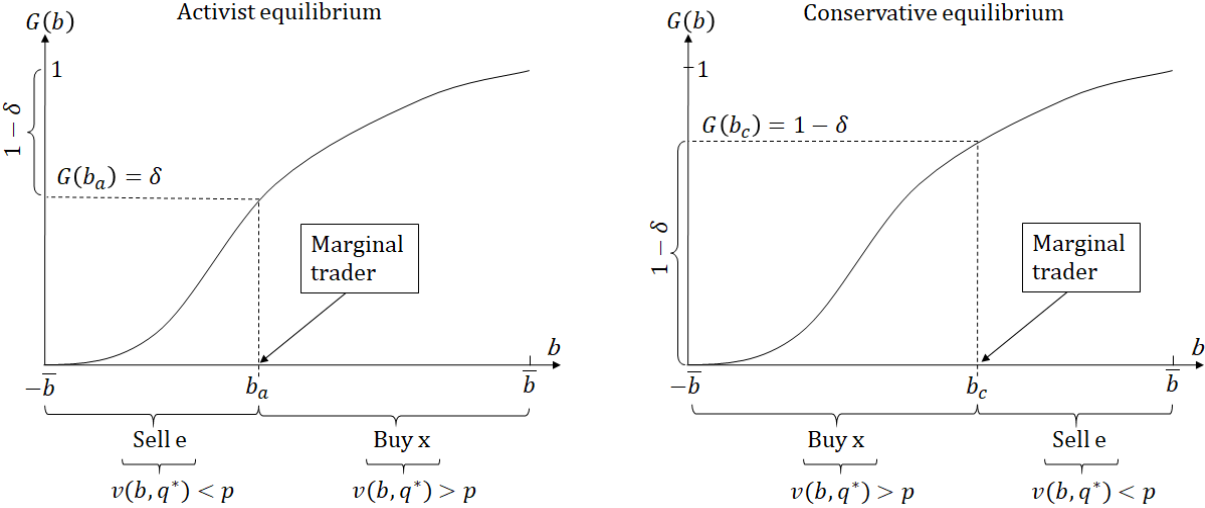 Activist equilibrium
G(b)
1
1 − δ
G(b_a) = δ
Marginal
trader
b
−b̅
b_a
b̅
Sell e
Buy x
v(b, q*) < p
v(b, q*) > p
Conservative equilibrium
G(b)
1
G(b_c) = 1 − δ
1 − δ
Marginal
trader
b
−b̅
b_c
b̅
Buy x
Sell e
v(b, q*) > p
v(b, q*) < p